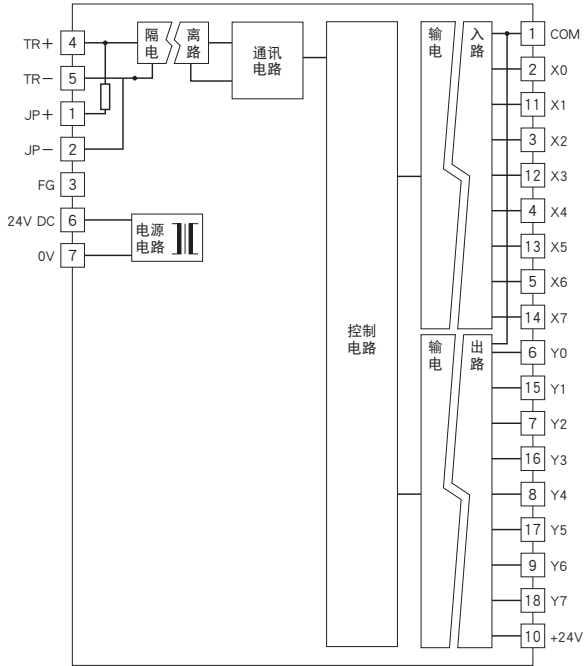 TR+ 4
TR- 5
JP+ 1
JP- 2
FG 3
24V DC 6
0V 7
隔 离
电 路
通讯
电路
电源
电路
控制
电路
输 入
电 路
输 出
电 路
1 COM
2 X0
11 X1
3 X2
12 X3
4 X4
13 X5
5 X6
14 X7
6 Y0
15 Y1
7 Y2
16 Y3
8 Y4
17 Y5
9 Y6
18 Y7
10 +24V